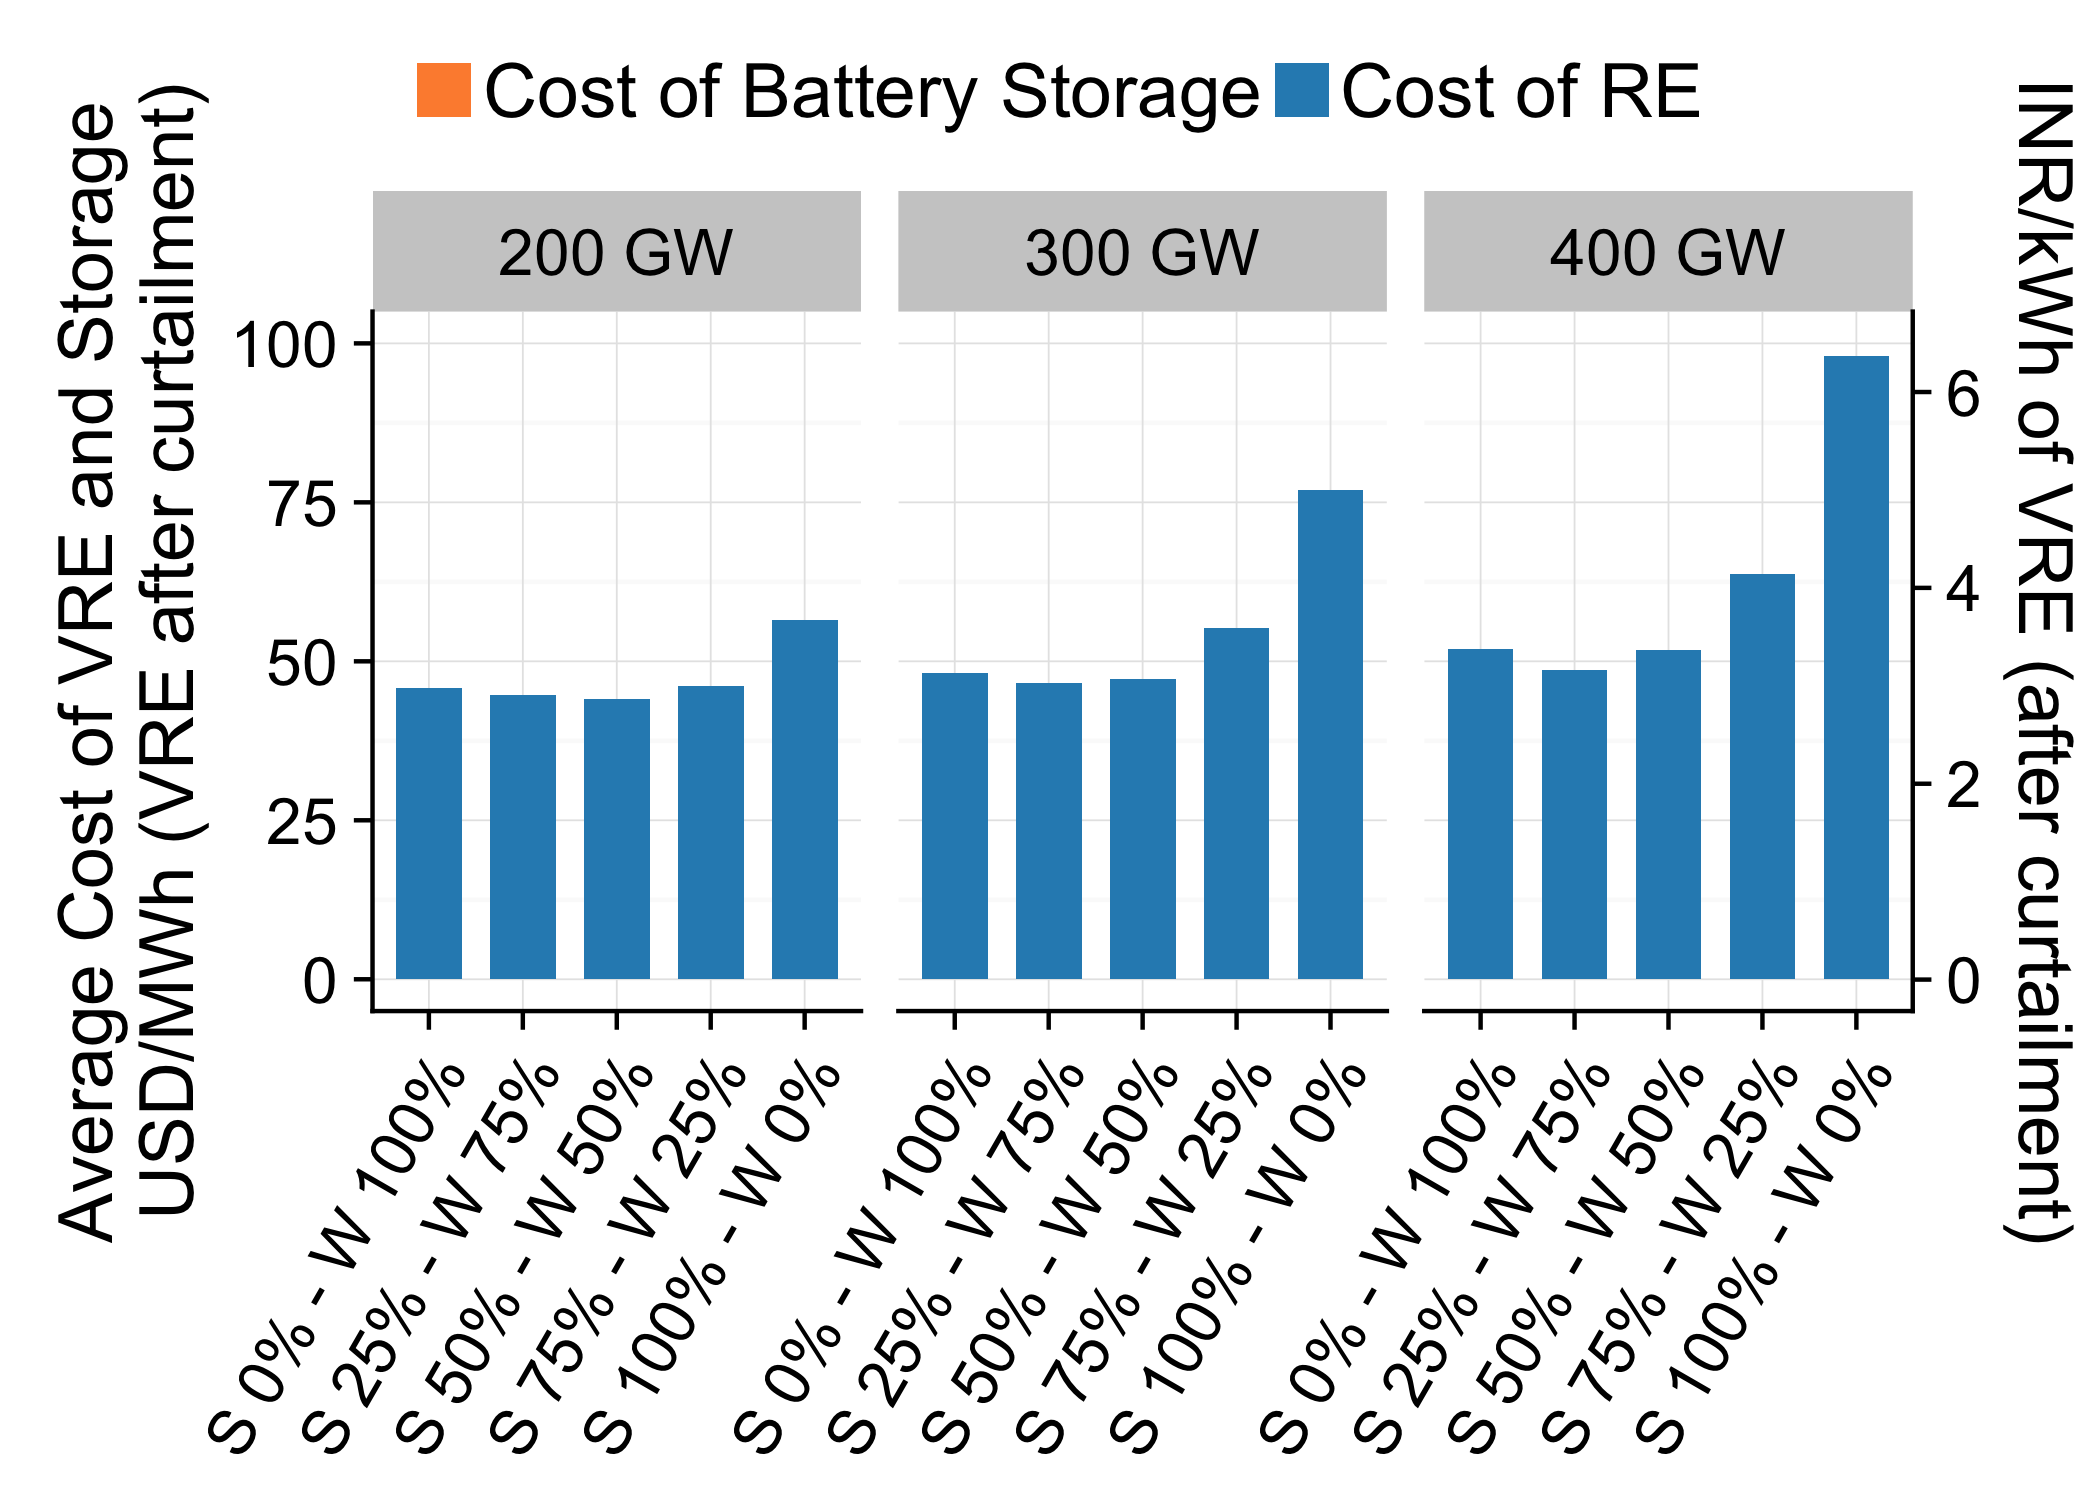 Cost of Battery Storage Cost of RE
Average Cost of VRE and Storage
USD/MWh (VRE after curtailment)
INR/kWh of VRE (after curtailment)
200 GW
300 GW
400 GW
100
75
50
25
0
6
4
2
0
S 0% - W 100%
S 25% - W 75%
S 50% - W 50%
S 75% - W 25%
S 100% - W 0%
S 0% - W 100%
S 25% - W 75%
S 50% - W 50%
S 75% - W 25%
S 100% - W 0%
S 0% - W 100%
S 25% - W 75%
S 50% - W 50%
S 75% - W 25%
S 100% - W 0%